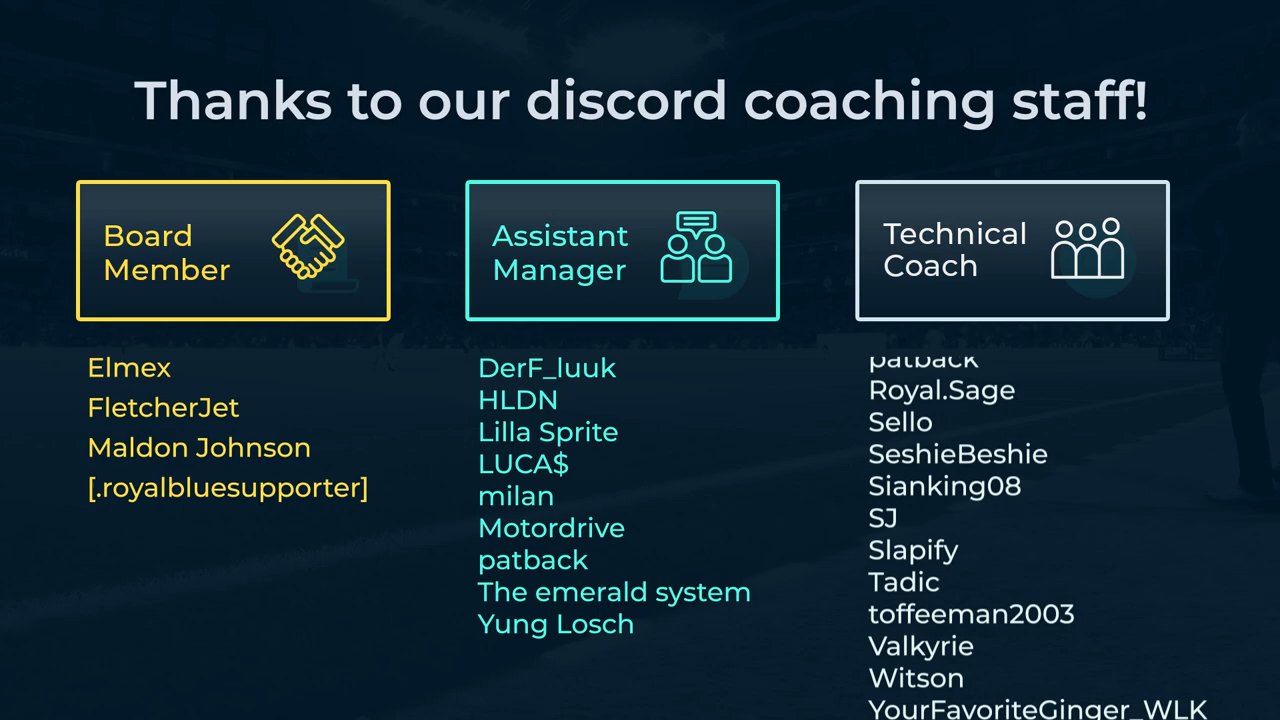 Thanks to our discord coaching staff!
Board
Member
Elmex
FletcherJet
Maldon Johnson
[.royalbluesupporter]
Assistant
Manager
DerF_luuk
HLDN
Lilla Sprite
LUCA$
milan
Motordrive
patback
The emerald system
Yung Losch
Technical
Coach
patback
Royal.Sage
Sello
SeshieBeshie
Sianking08
SJ
Slapify
Tadic
toffeeman2003
Valkyrie
Witson
YourFavoriteGinger_WLK